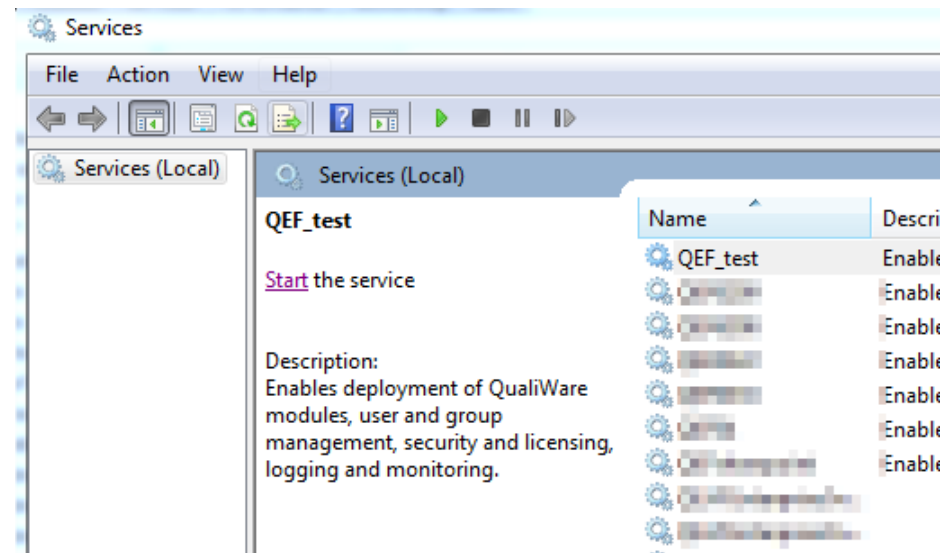 Services
File Action View Help
Services (Local)
Services (Local)
QEF_test
Start the service
Description:
Enables deployment of QualiWare
modules, user and group
management, security and licensing,
logging and monitoring.
Name Descri
QEF_test Enable
Enable
Enable
Enable
Enable
Enable
Enable